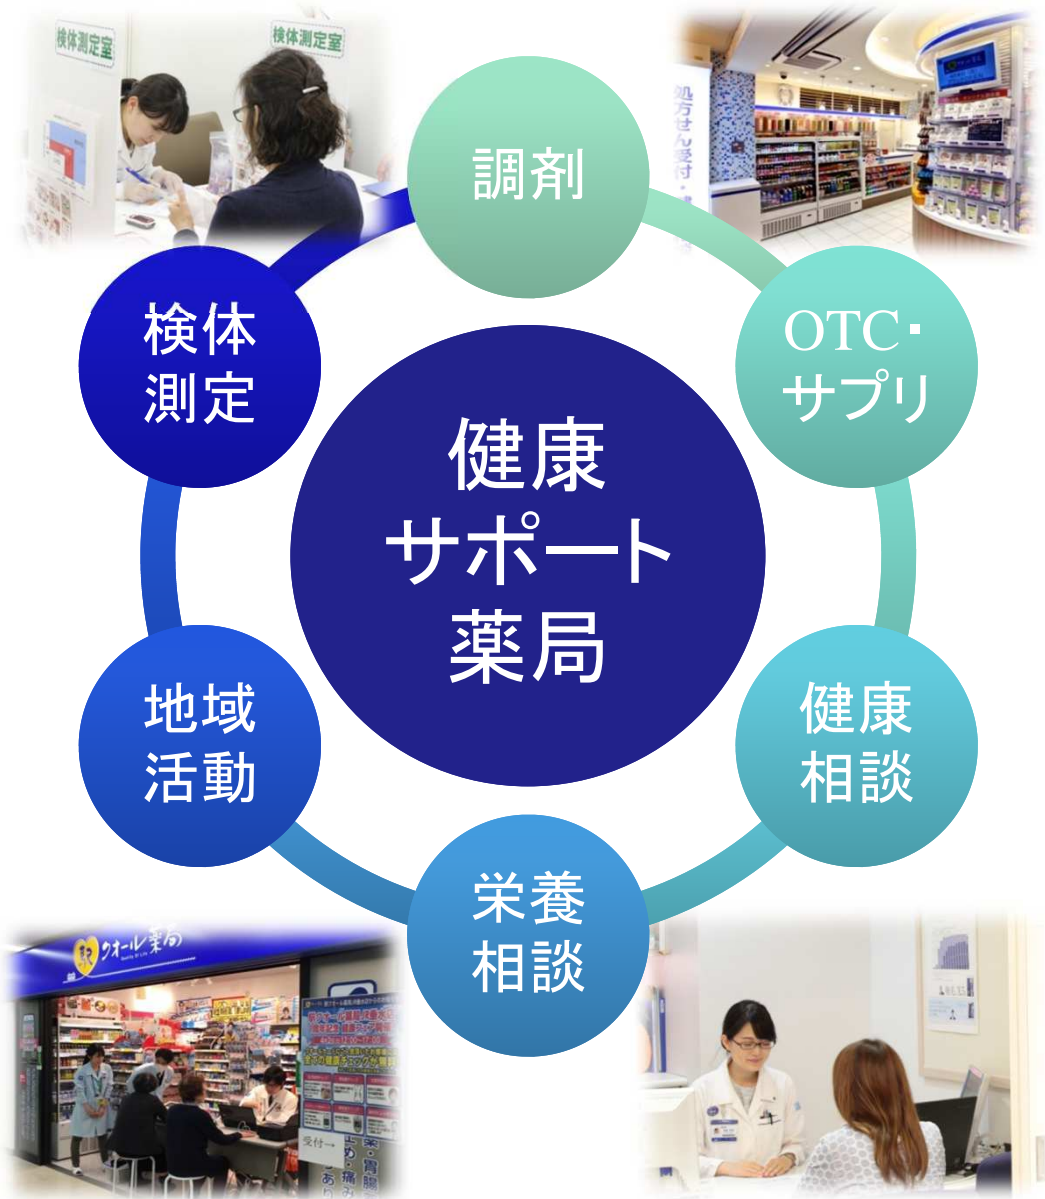 検体測定室
検体測定室
処方せん受付・
調剤
OTC・
サプリ
検体
測定
健康
サポート
薬局
地域
活動
健康
相談
栄養
相談
駅クオール薬局
受付→